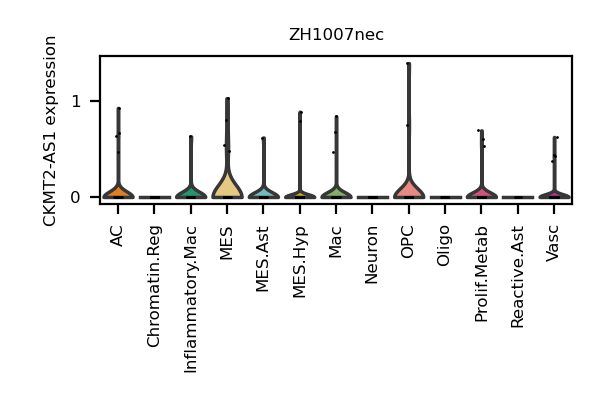 ZH1007nec
CKMT2-AS1 expression
1
0
AC
Chromatin.Reg
Inflammatory.Mac
MES
MES.Ast
MES.Hyp
Mac
Neuron
OPC
Oligo
Prolif.Metab
Reactive.Ast
Vasc